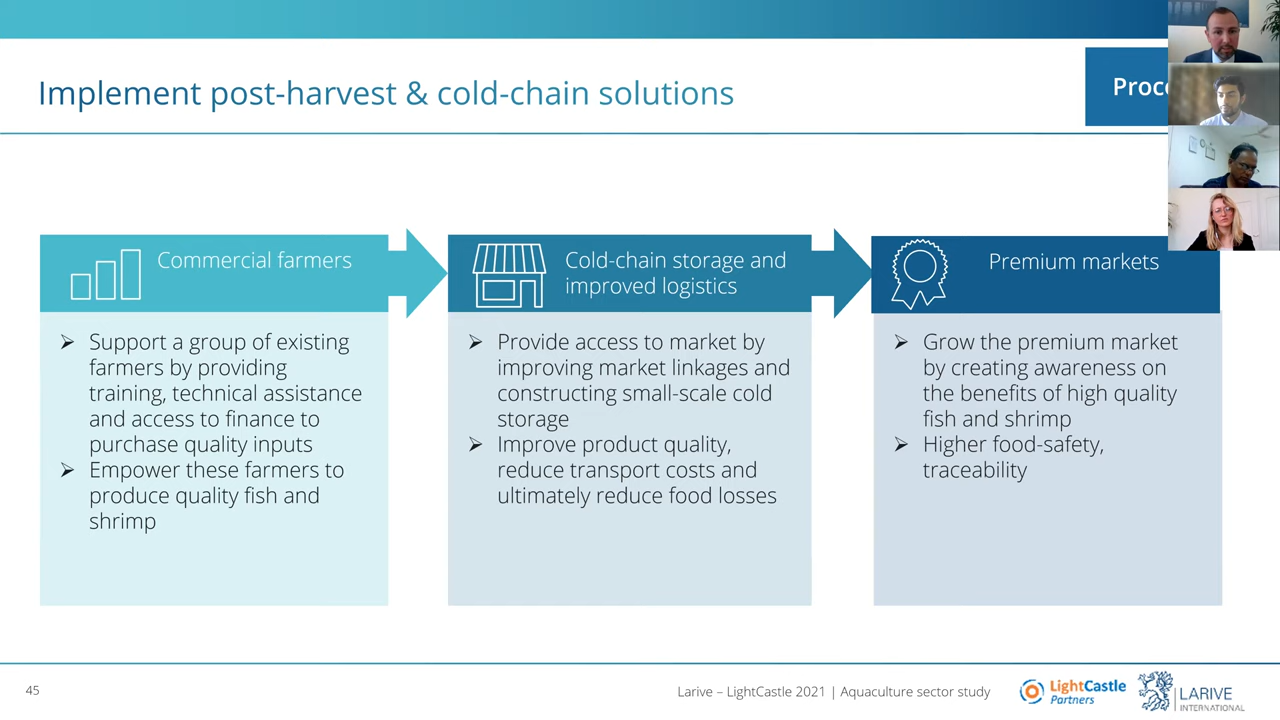 Implement post-harvest & cold-chain solutions
Commercial farmers
➢ Support a group of existing
farmers by providing
training, technical assistance
and access to finance to
purchase quality inputs
➢ Empower these farmers to
produce quality fish and
shrimp
Cold-chain storage and
improved logistics
➢ Provide access to market by
improving market linkages and
constructing small-scale cold
storage
➢ Improve product quality,
reduce transport costs and
ultimately reduce food losses
Premium markets
➢ Grow the premium market
by creating awareness on
the benefits of high quality
fish and shrimp
➢ Higher food-safety,
traceability
45
Larive – LightCastle 2021 | Aquaculture sector study
LightCastle
Partners
LARIVE
INTERNATIONAL